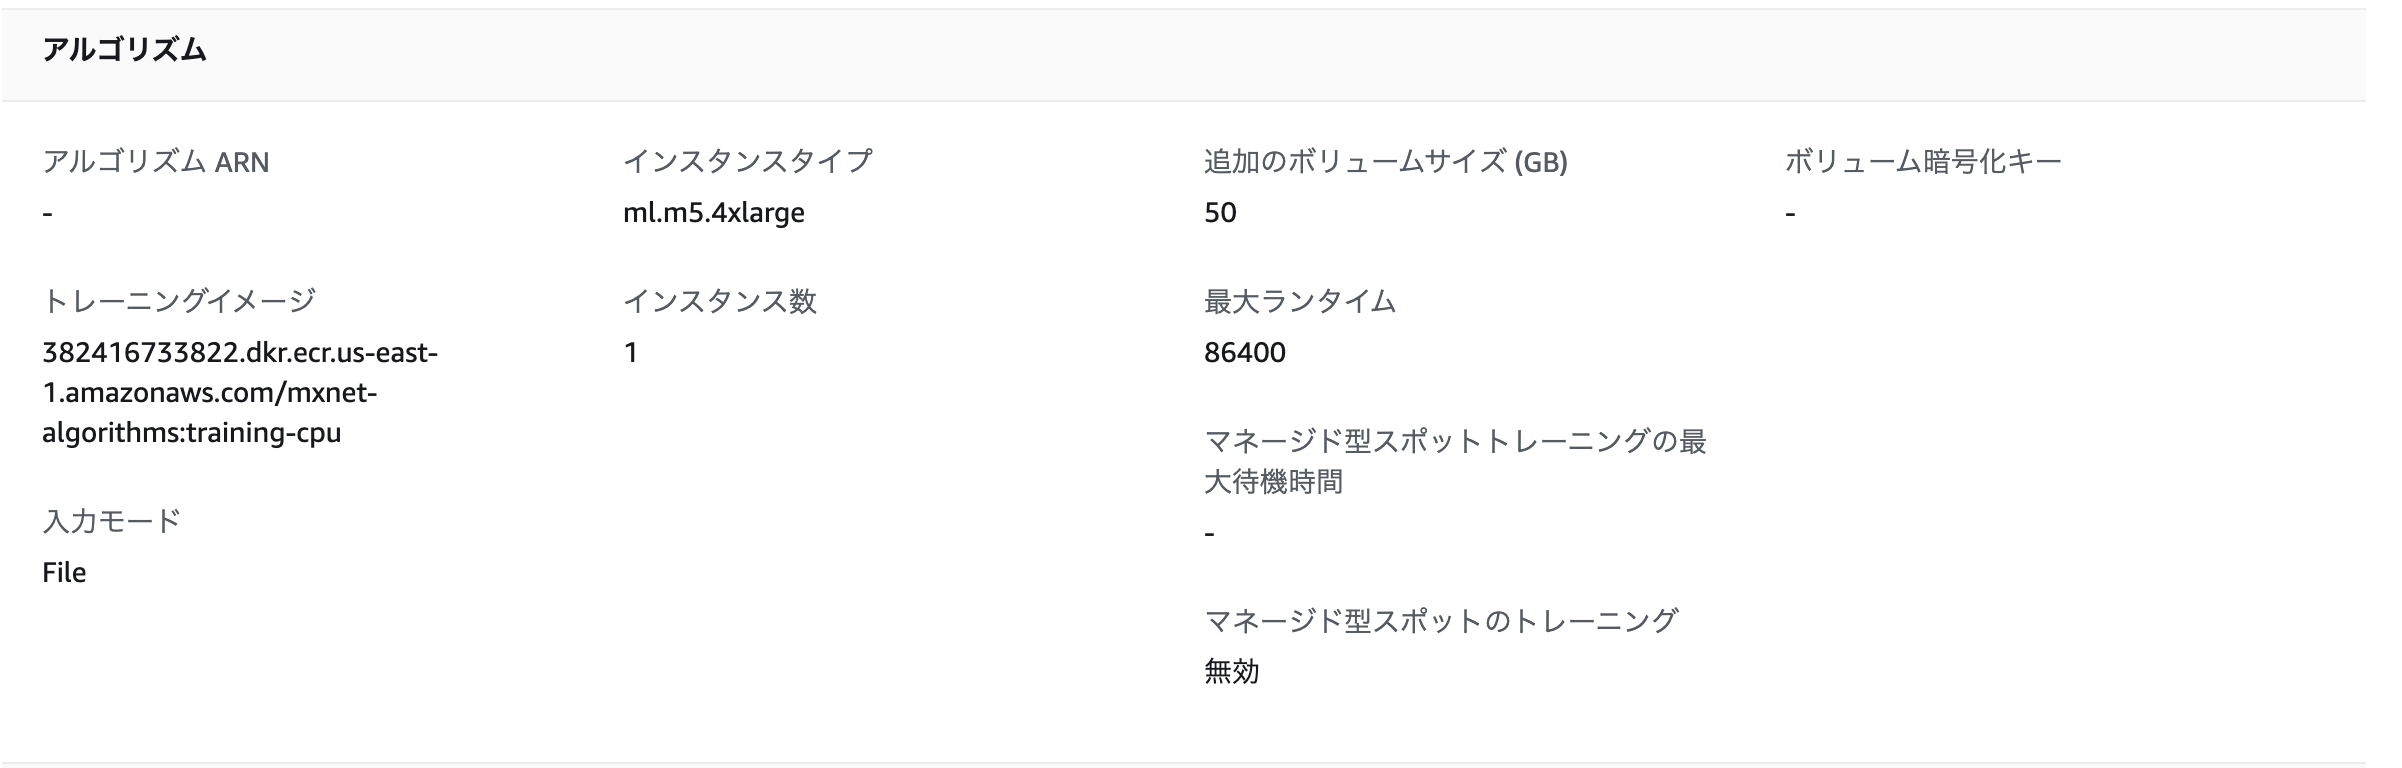 アルゴリズム
アルゴリズム ARN
-
トレーニングイメージ
382416733822.dkr.ecr.us-east-
1.amazonaws.com/mxnet-
algorithms:training-cpu
入力モード
File
インスタンスタイプ
ml.m5.4xlarge
インスタンス数
1
追加のボリュームサイズ (GB)
50
最大ランタイム
86400
マネージド型スポットトレーニングの最
大待機時間
-
マネージド型スポットのトレーニング
無効
ボリューム暗号化キー
-